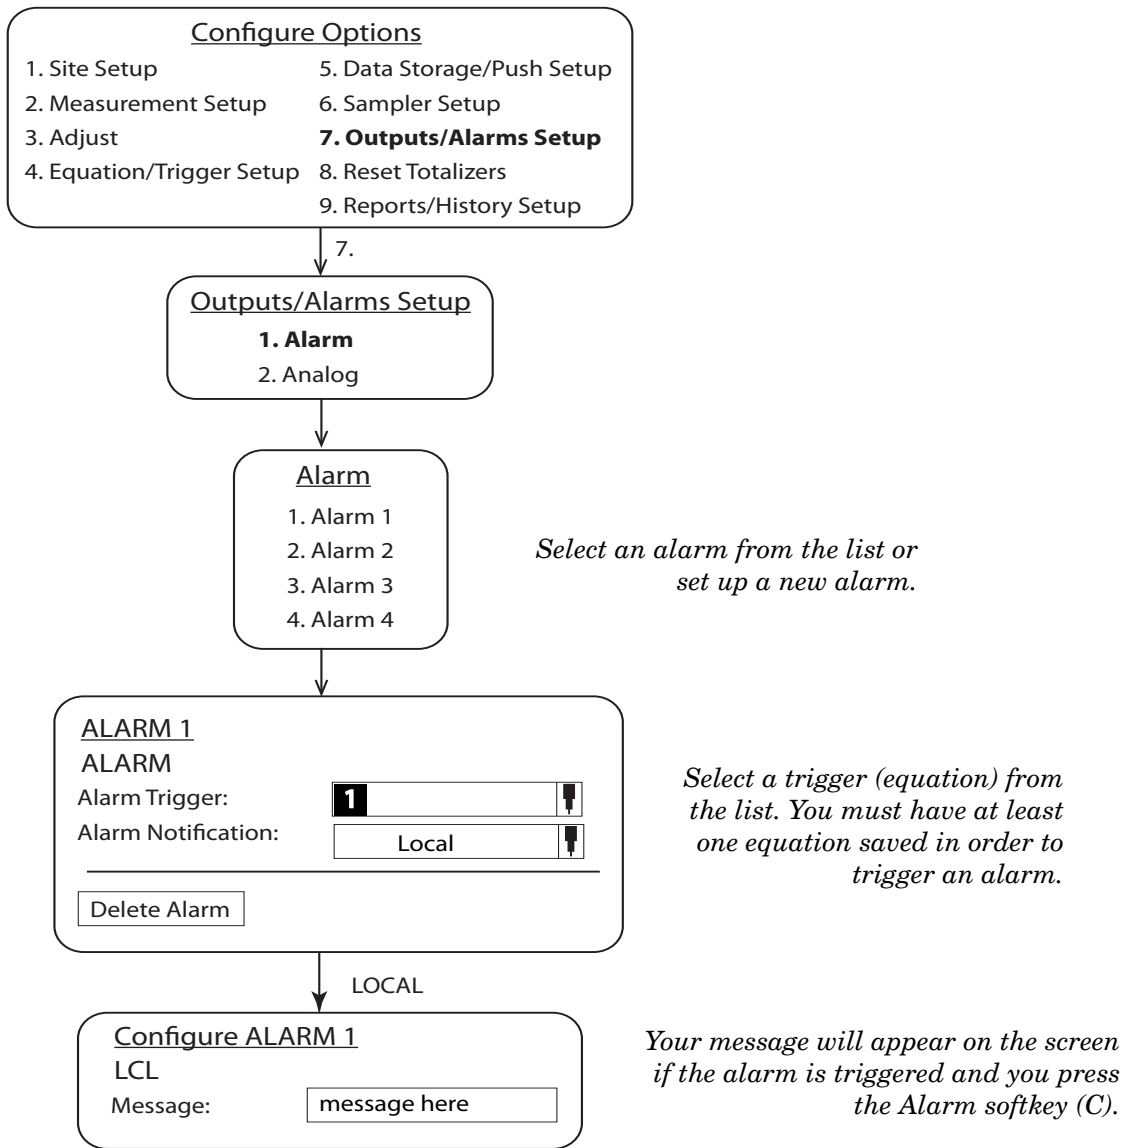 Configure Options
1. Site Setup
2. Measurement Setup
3. Adjust
4. Equation/Trigger Setup
5. Data Storage/Push Setup
6. Sampler Setup
7. Outputs/Alarms Setup
8. Reset Totalizers
9. Reports/History Setup
7.
Outputs/Alarms Setup
1. Alarm
2. Analog
Alarm
1. Alarm 1
2. Alarm 2
3. Alarm 3
4. Alarm 4
Select an alarm from the list or
set up a new alarm.
ALARM 1
ALARM
Alarm Trigger:
1
Alarm Notification:
Local
Delete Alarm
Select a trigger (equation) from
the list. You must have at least
one equation saved in order to
trigger an alarm.
LOCAL
Configure ALARM 1
LCL
Message:
message here
Your message will appear on the screen
if the alarm is triggered and you press
the Alarm softkey (C).